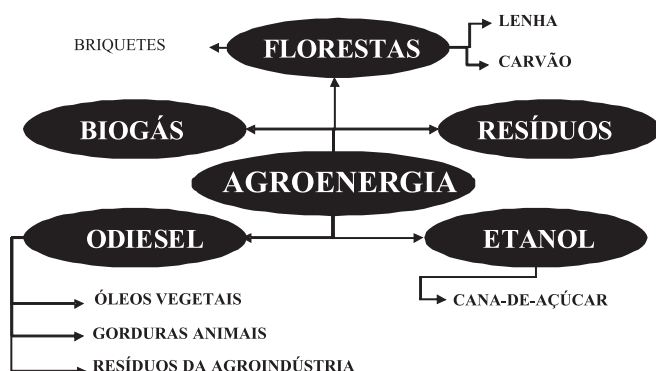 LENHA
BRIQUETES
FLORESTAS
CARVÃO
BIOGÁS
RESÍDUOS
AGROENERGIA
ODIESEL
ETANOL
ÓLEOS VEGETAIS
CANA-DE-AÇÚCAR
GORDURAS ANIMAIS
RESÍDUOS DA AGROINDÚSTRIA